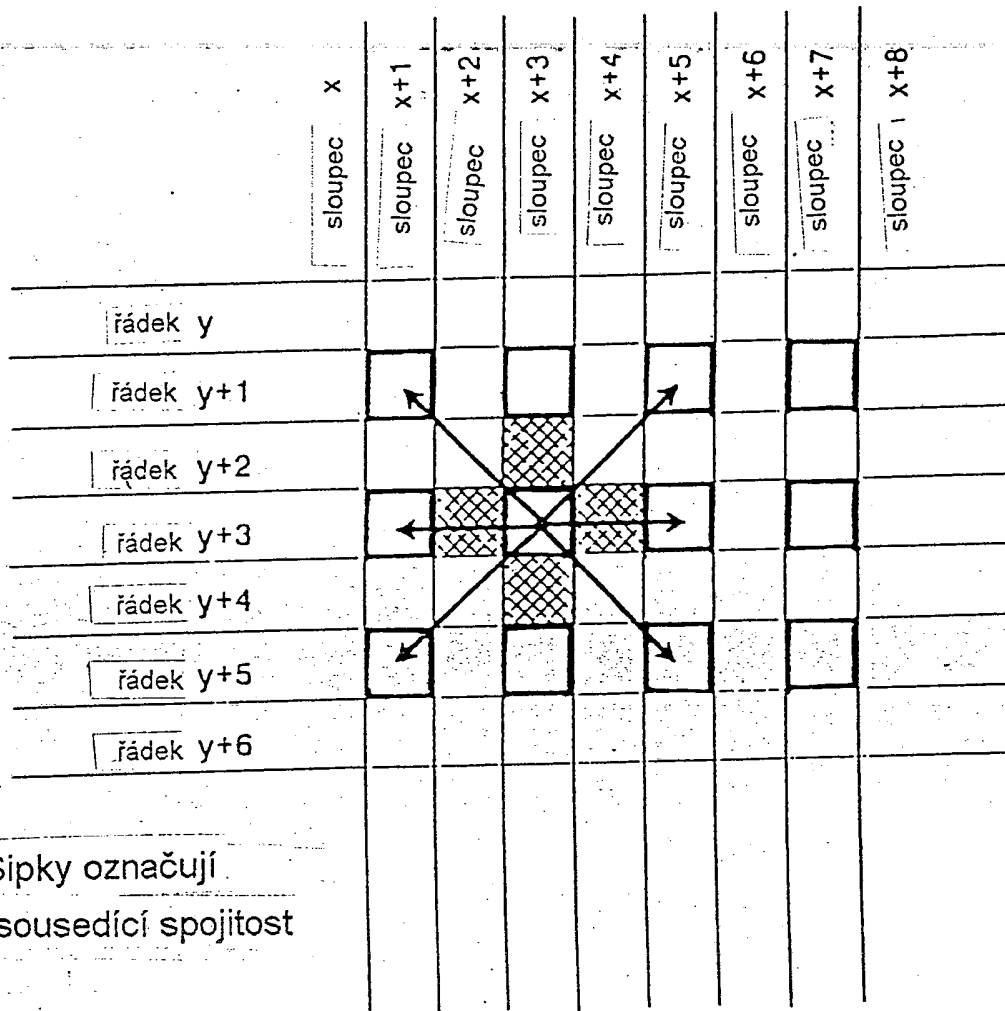 sloupec x
sloupec x+1
sloupec x+2
sloupec x+3
sloupec x+4
sloupec x+5
sloupec x+6
sloupec x+7
sloupec x+8
řádek y
řádek y+1
řádek y+2
řádek y+3
řádek y+4
řádek y+5
řádek y+6
Šipky označují
sousedící spojitost